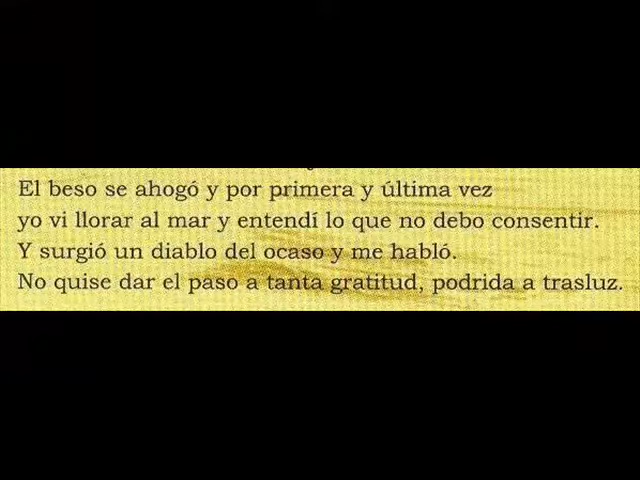 El beso se ahogó y por primera y última vez
yo vi llorar al mar y entendí lo que no debo consentir.
Y surgió un diablo del ocaso y me habló.
No quise dar el paso a tanta gratitud, podrida a trasluz.